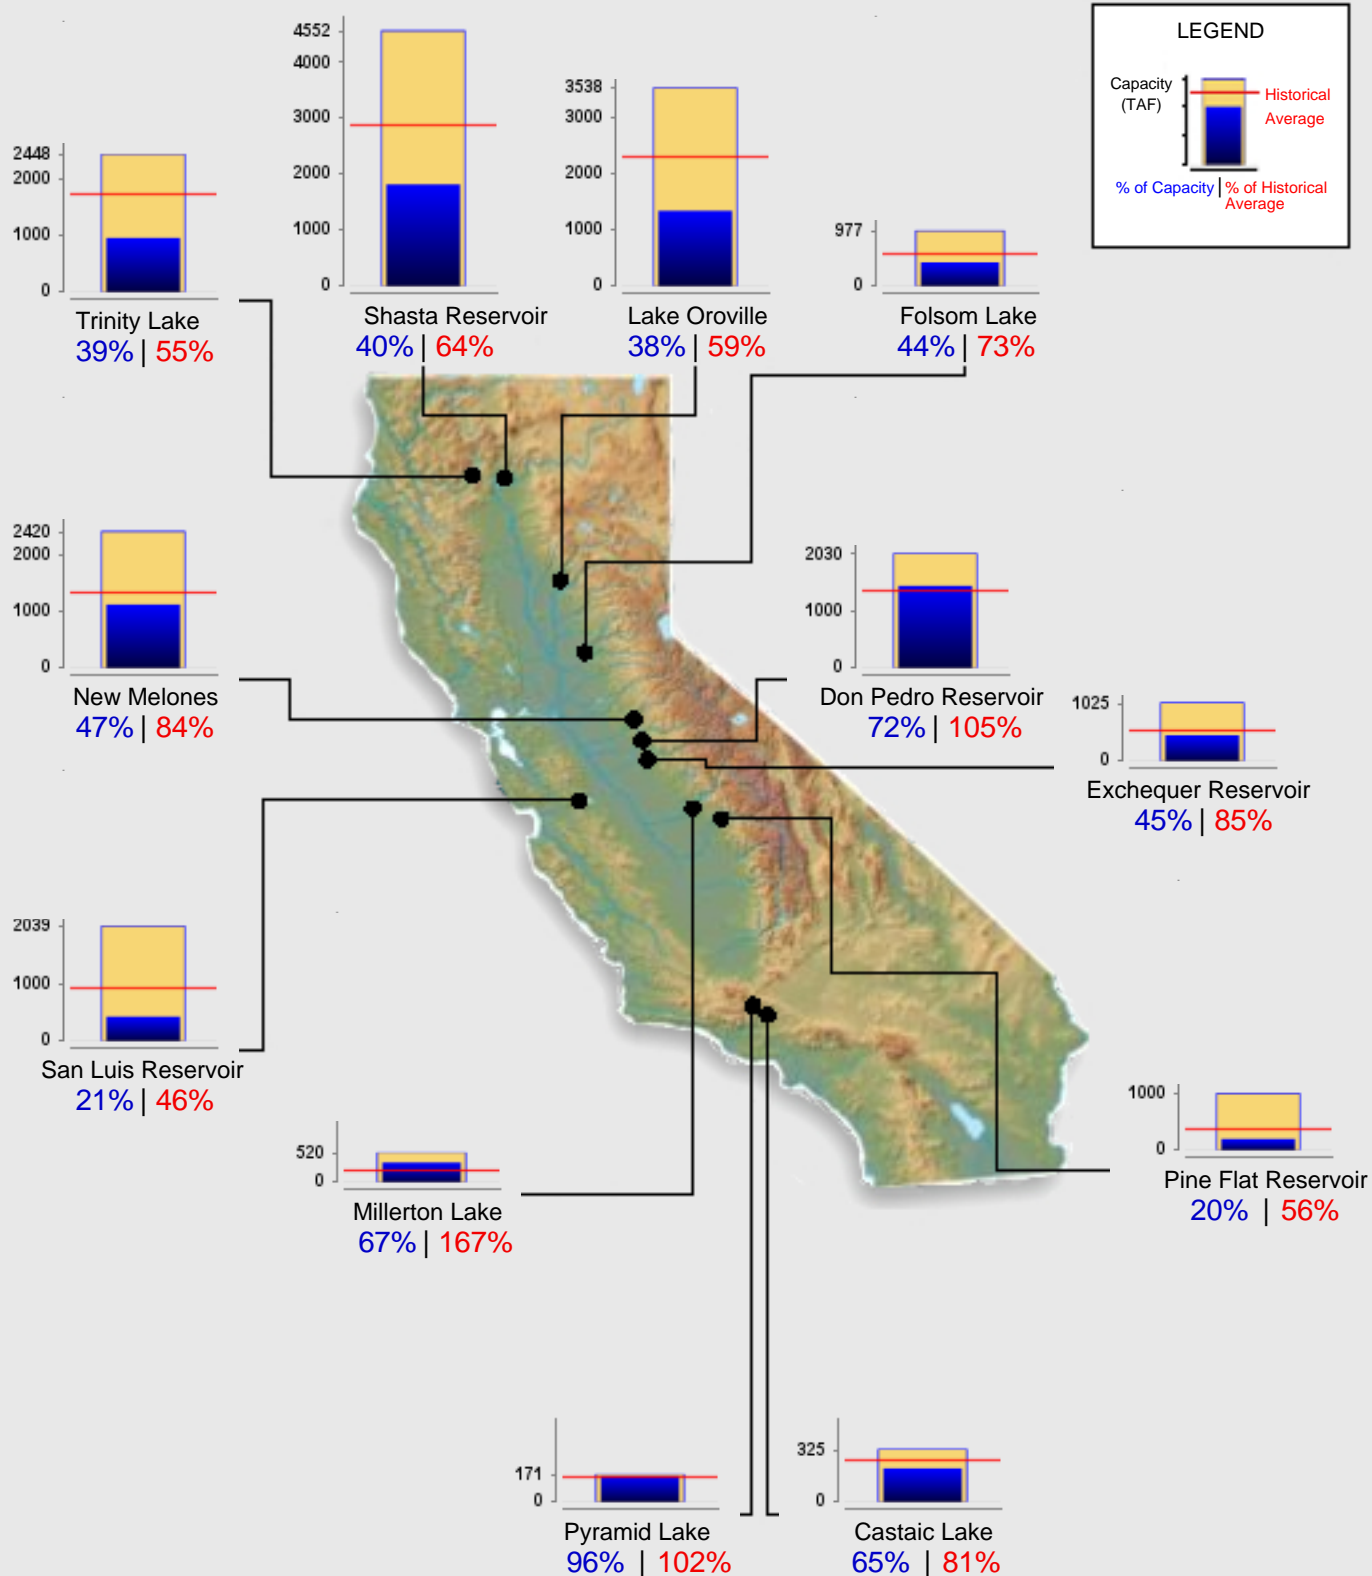 LEGEND
Capacity
(TAF)
Historical
Average
% of Capacity | % of Historical
Average
4552
4000
3000
2000
1000
0
Shasta Reservoir
40% | 64%
3538
3000
2000
1000
0
Lake Oroville
38% | 59%
2448
2000
1000
0
Trinity Lake
39% | 55%
977
0
Folsom Lake
44% | 73%
2420
2000
1000
0
New Melones
47% | 84%
2030
1000
0
Don Pedro Reservoir
72% | 105%
1025
0
Exchequer Reservoir
45% | 85%
2039
1000
0
San Luis Reservoir
21% | 46%
520
0
Millerton Lake
67% | 167%
1000
0
Pine Flat Reservoir
20% | 56%
171
0
Pyramid Lake
96% | 102%
325
0
Castaic Lake
65% | 81%